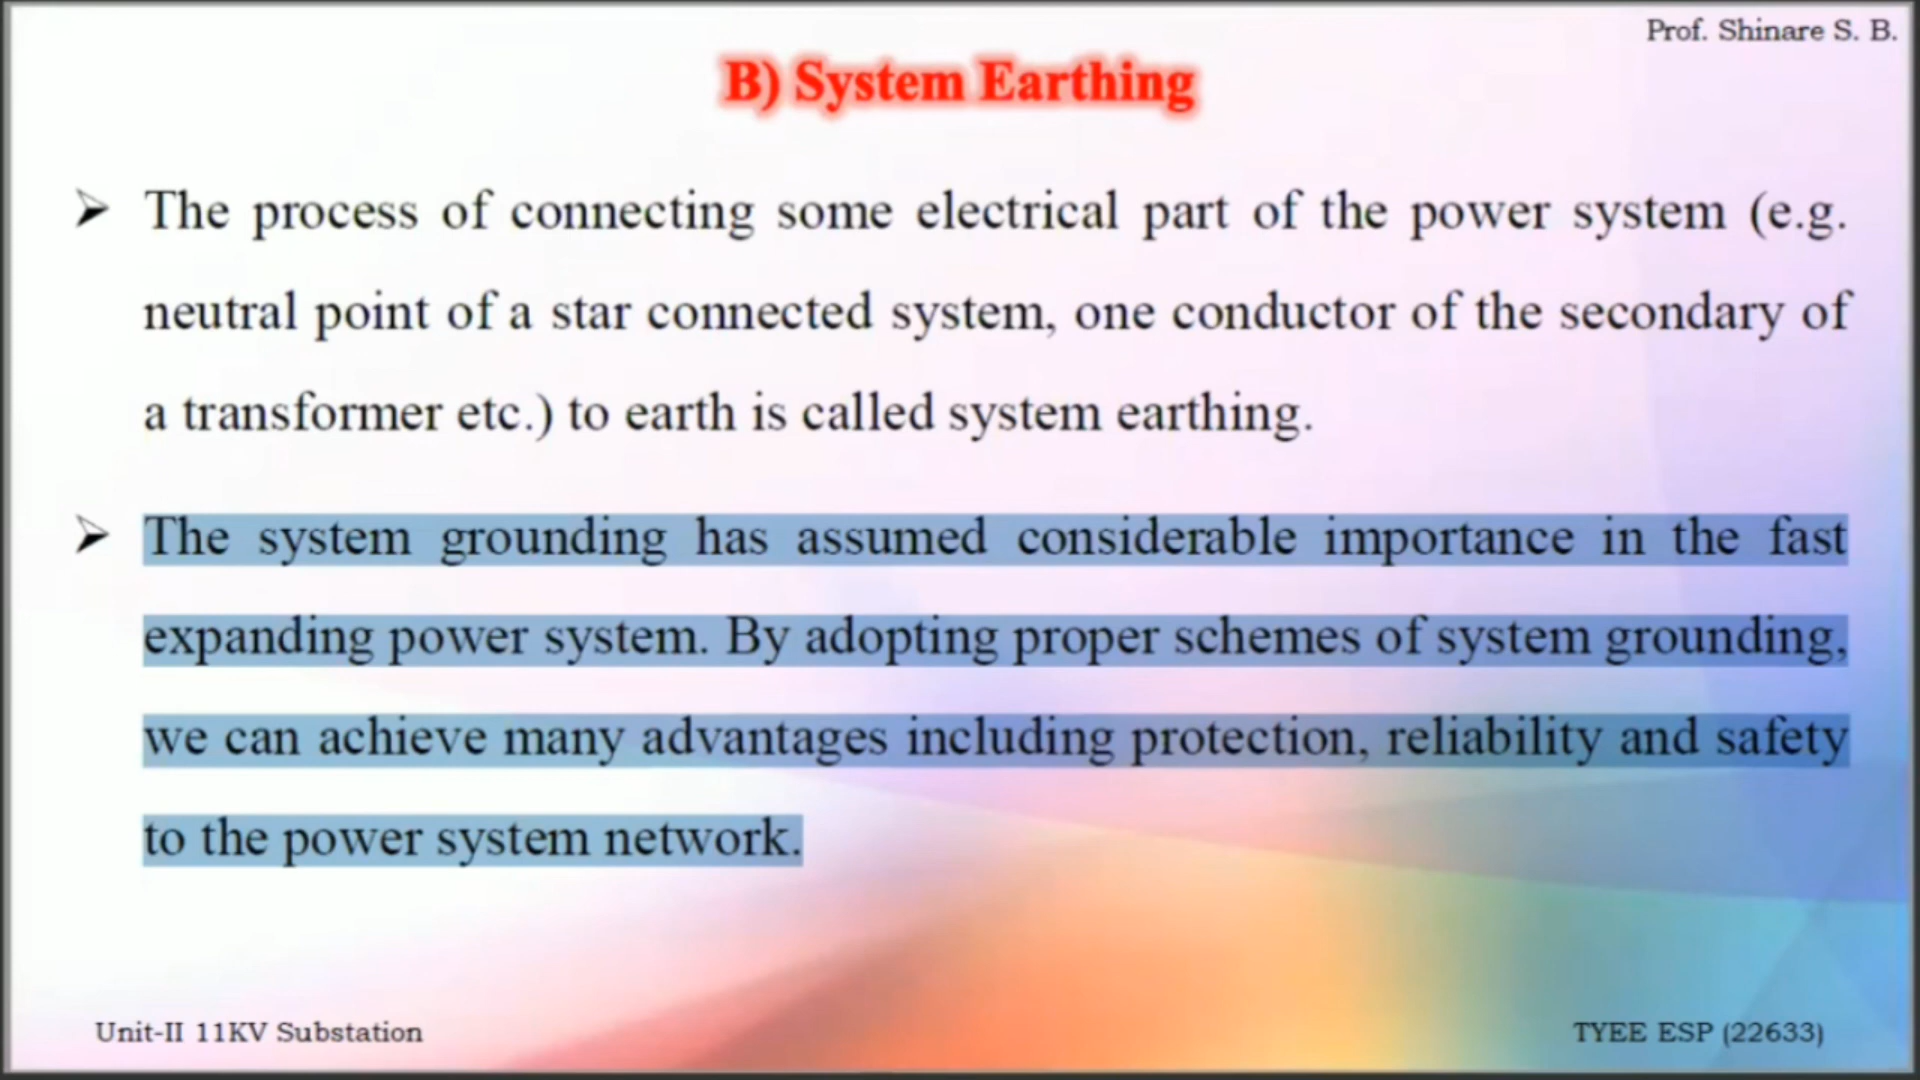 Prof. Shinare S. B.
B) System Earthing
➤ The process of connecting some electrical part of the power system (e.g.
neutral point of a star connected system, one conductor of the secondary of
a transformer etc.) to earth is called system earthing.
➤ The system grounding has assumed considerable importance in the fast
expanding power system. By adopting proper schemes of system grounding,
we can achieve many advantages including protection, reliability and safety
to the power system network.
Unit-II 11KV Substation
TYEE ESP (22633)